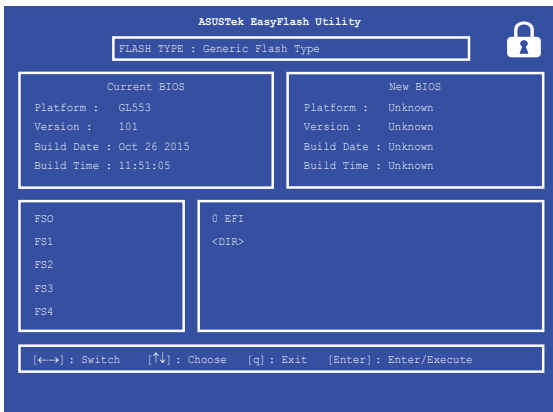 ASUSTek EasyFlash Utility
FLASH TYPE : Generic Flash Type
Current BIOS
Platform : GL553
Version : 101
Build Date : Oct 26 2015
Build Time : 11:51:05
New BIOS
Platform : Unknown
Version : Unknown
Build Date : Unknown
Build Time : Unknown
FSO
FS1
FS2
FS3
FS4
0 EFI
<DIR>
[←→] : Switch [↑↓] : Choose [q] : Exit [Enter] : Enter/Execute